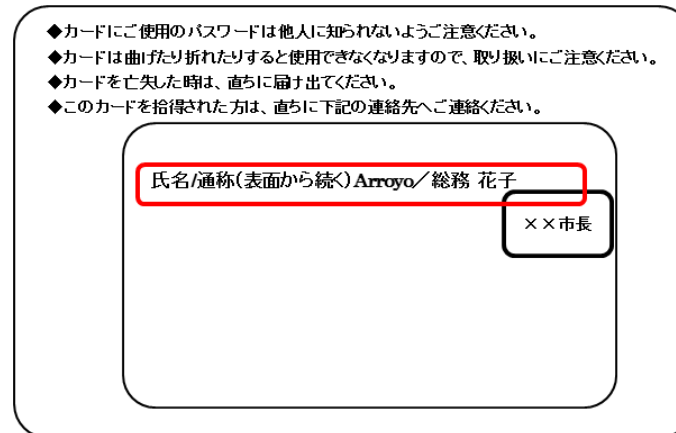 ◆カードにご使用のパスワードは他人に知られないようご注意ください。
◆カードは曲げたり折れたりすると使用できなくなりますので、取り扱いにご注意ください。
◆カードを亡失した時は、直ちに届け出てください。
◆このカードを拾得された方は、直ちに下記の連絡先へご連絡ください。
氏名/通称(表面から続く)Arroyo／総務 花子
××市長